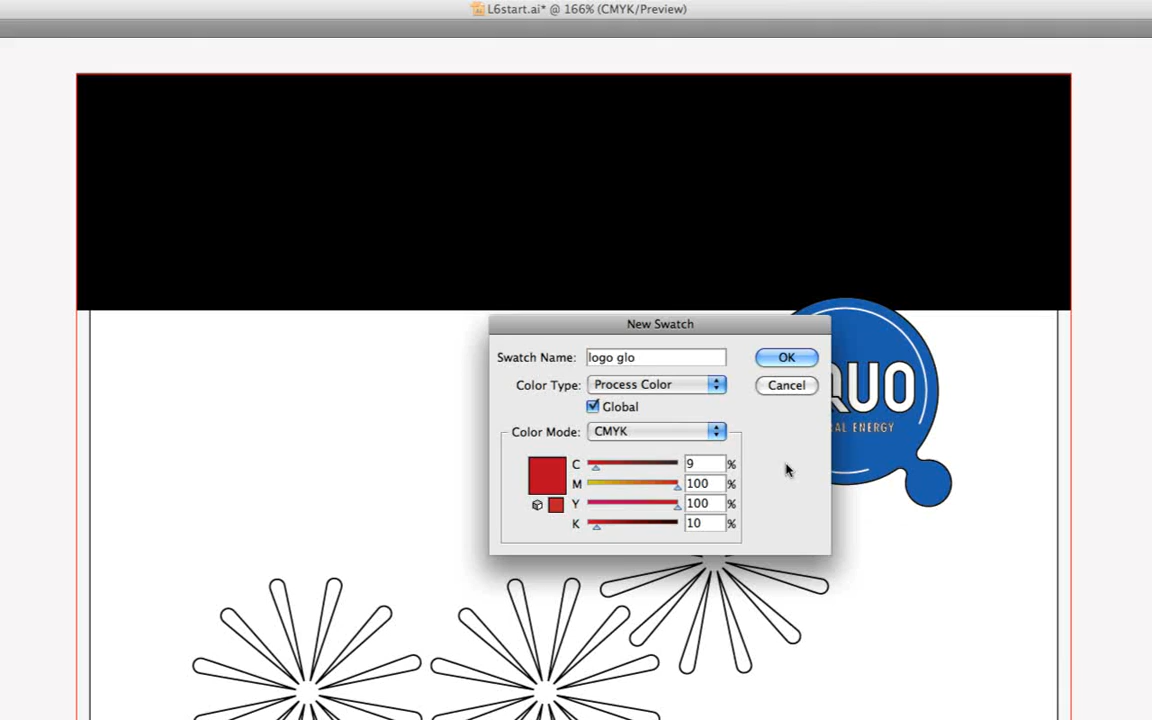 L6start.ai* @ 166% (CMYK/Preview)
New Swatch
Swatch Name: logo glo
OK
Color Type: Process Color
Cancel
Global
Color Mode: CMYK
C 9 %
M 100 %
Y 100 %
K 10 %
QUO
AL ENERGY